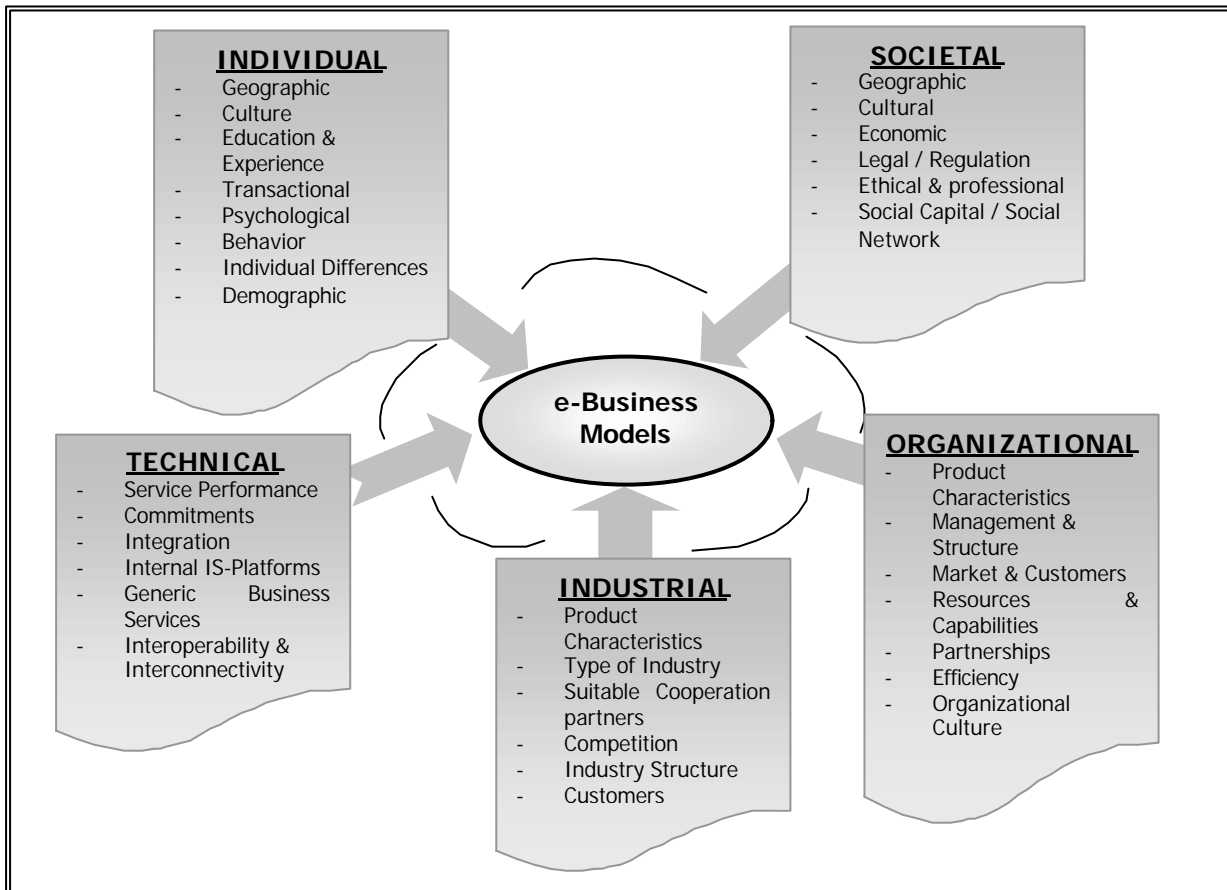 INDIVIDUAL
- Geographic
- Culture
- Education &
Experience
- Transactional
- Psychological
- Behavior
- Individual Differences
- Demographic
SOCIETAL
- Geographic
- Cultural
- Economic
- Legal / Regulation
- Ethical & professional
- Social Capital / Social
Network
e-Business
Models
TECHNICAL
- Service Performance
- Commitments
- Integration
- Internal IS-Platforms
- Generic Business
Services
- Interoperability &
Interconnectivity
INDUSTRIAL
- Product
Characteristics
- Type of Industry
- Suitable Cooperation
partners
- Competition
- Industry Structure
- Customers
ORGANIZATIONAL
- Product
Characteristics
- Management &
Structure
- Market & Customers
- Resources &
Capabilities
- Partnerships
- Efficiency
- Organizational
Culture